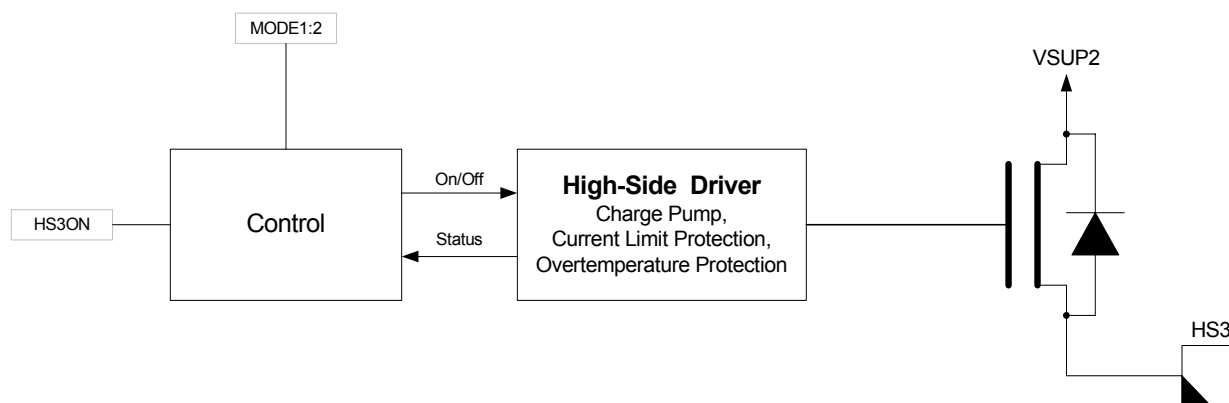 MODE1:2
VSUP2
HS3ON
Control
On/Off
Status
High-Side Driver
Charge Pump,
Current Limit Protection,
Overtemperature Protection
HS3